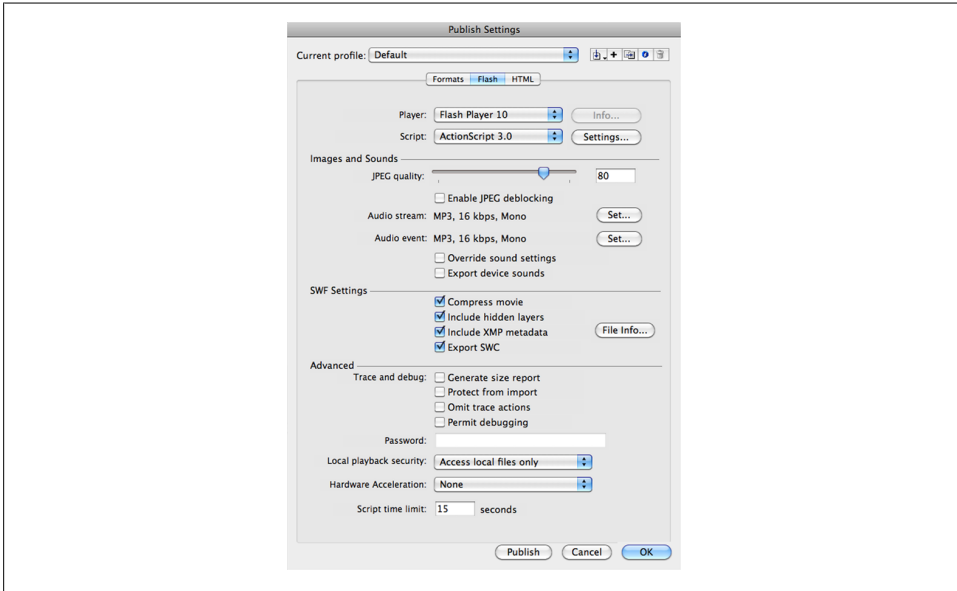 Publish Settings
Current profile: Default
Formats Flash HTML
Player: Flash Player 10 Info...
Script: ActionScript 3.0 Settings...
Images and Sounds
JPEG quality: 80
Enable JPEG deblocking
Audio stream: MP3, 16 kbps, Mono Set...
Audio event: MP3, 16 kbps, Mono Set...
Override sound settings
Export device sounds
SWF Settings
Compress movie
Include hidden layers
Include XMP metadata File Info...
Export SWC
Advanced
Trace and debug: Generate size report
Protect from import
Omit trace actions
Permit debugging
Password:
Local playback security: Access local files only
Hardware Acceleration: None
Script time limit: 15 seconds
Publish Cancel OK